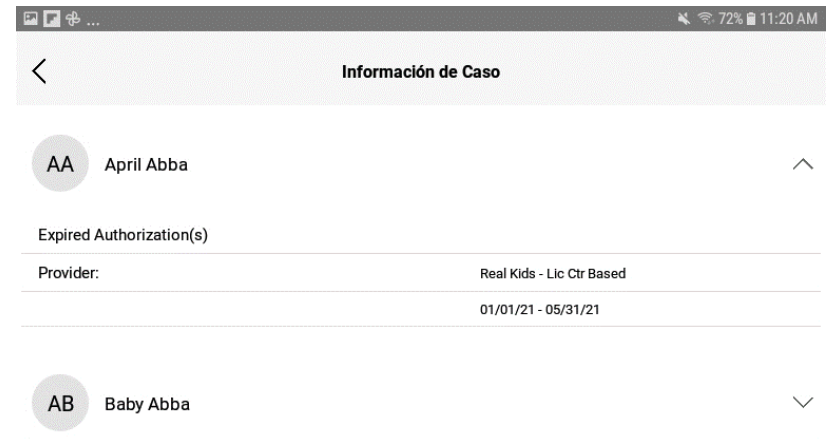 ... 72% 11:20 AM
Información de Caso
AA April Abba
Expired Authorization(s)
Provider: Real Kids - Lic Ctr Based
01/01/21 - 05/31/21
AB Baby Abba